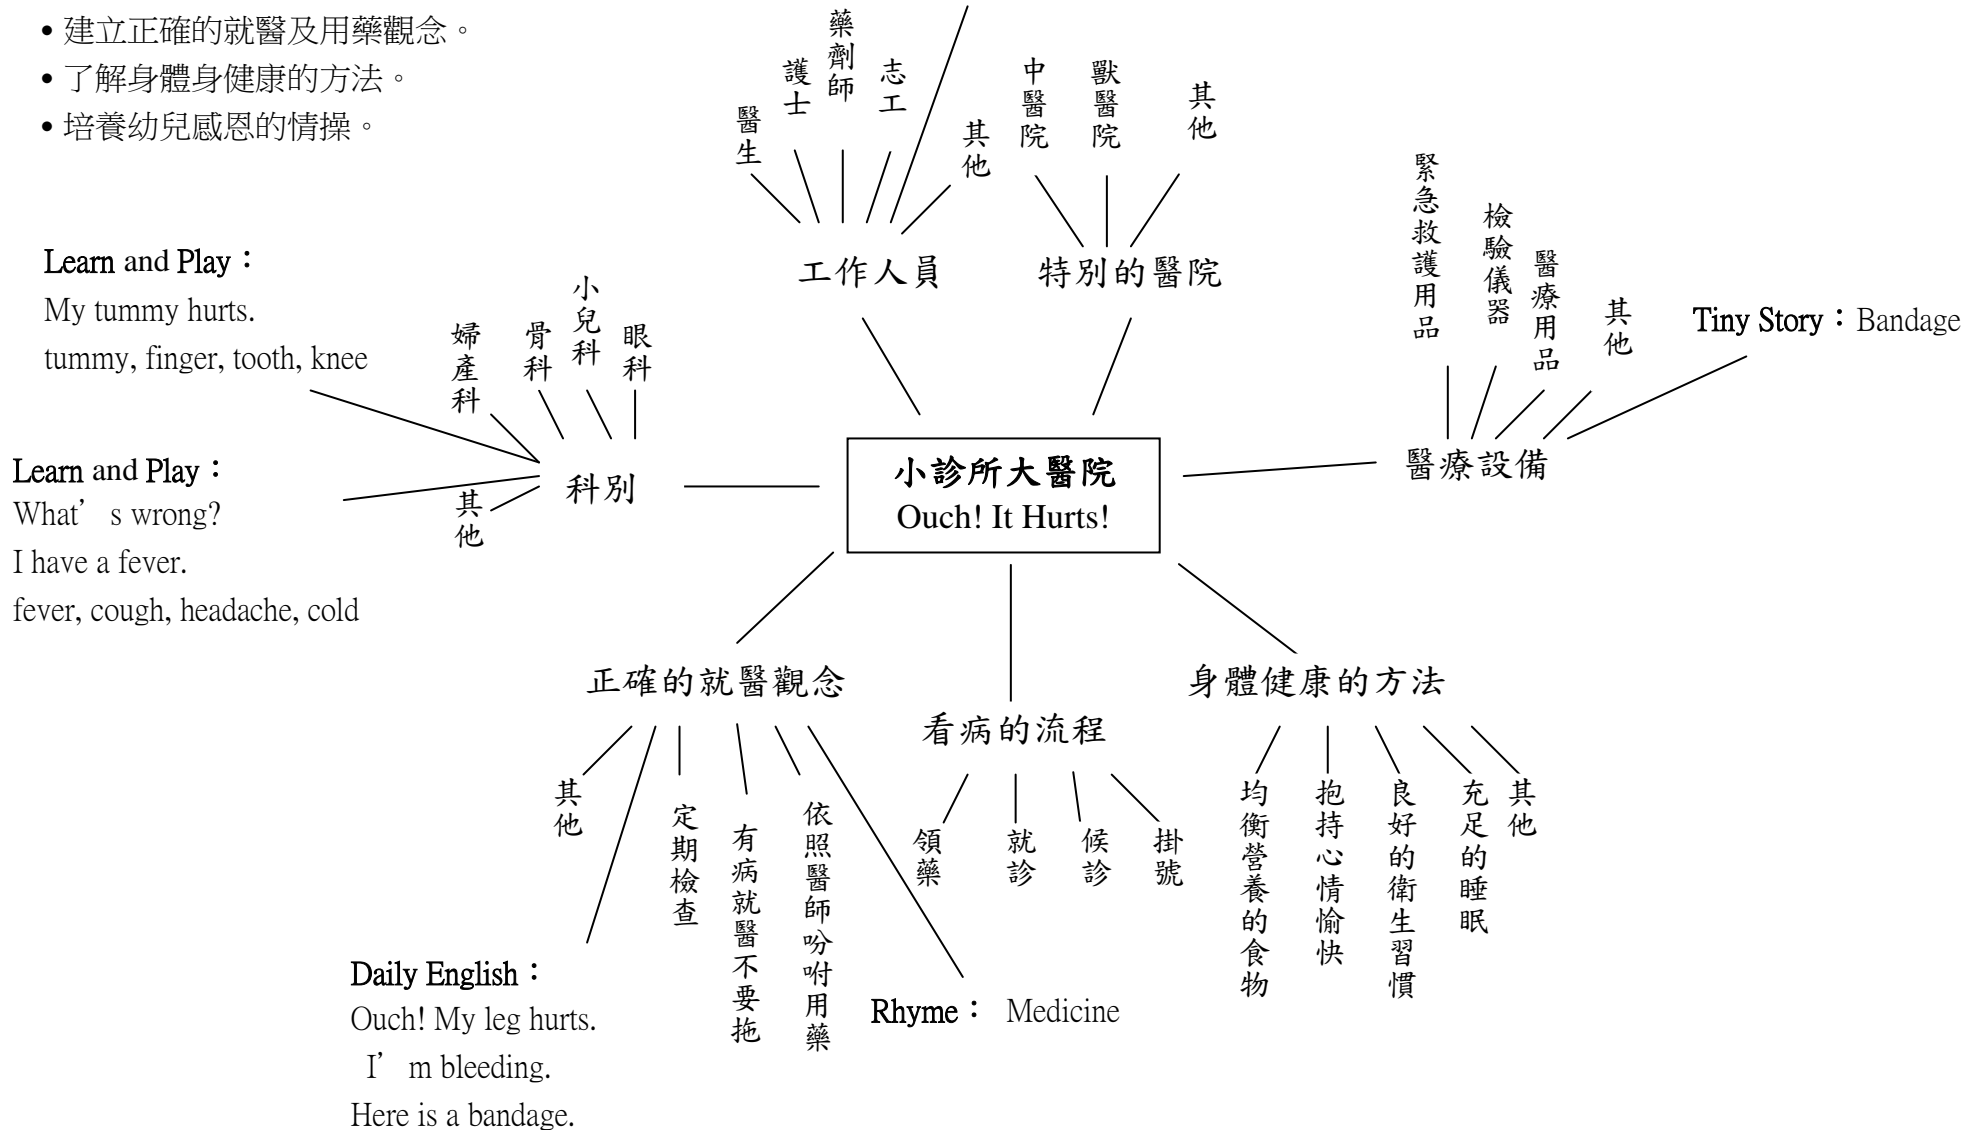 • 建立正確的就醫及用藥觀念。
• 了解身體身健康的方法。
• 培養幼兒感恩的情操。
醫生
護士
藥劑師
志工
其他
工作人員
中醫院
獸醫院
其他
特別的醫院
緊急救護用品
檢驗儀器
醫療用品
其他
Tiny Story：Bandage
醫療設備
Learn and Play：
My tummy hurts.
tummy, finger, tooth, knee
婦產科
骨科
小兒科
眼科
Learn and Play：
What’s wrong?
I have a fever.
fever, cough, headache, cold
其他
科別
小診所大醫院
Ouch! It Hurts!
正確的就醫觀念
其他
定期檢查
有病就醫不要拖
依照醫師吩咐用藥
Daily English：
Ouch! My leg hurts.
I’m bleeding.
Here is a bandage.
Rhyme： Medicine
看病的流程
領藥
就診
候診
掛號
身體健康的方法
均衡營養的食物
抱持心情愉快
良好的衛生習慣
充足的睡眠
其他